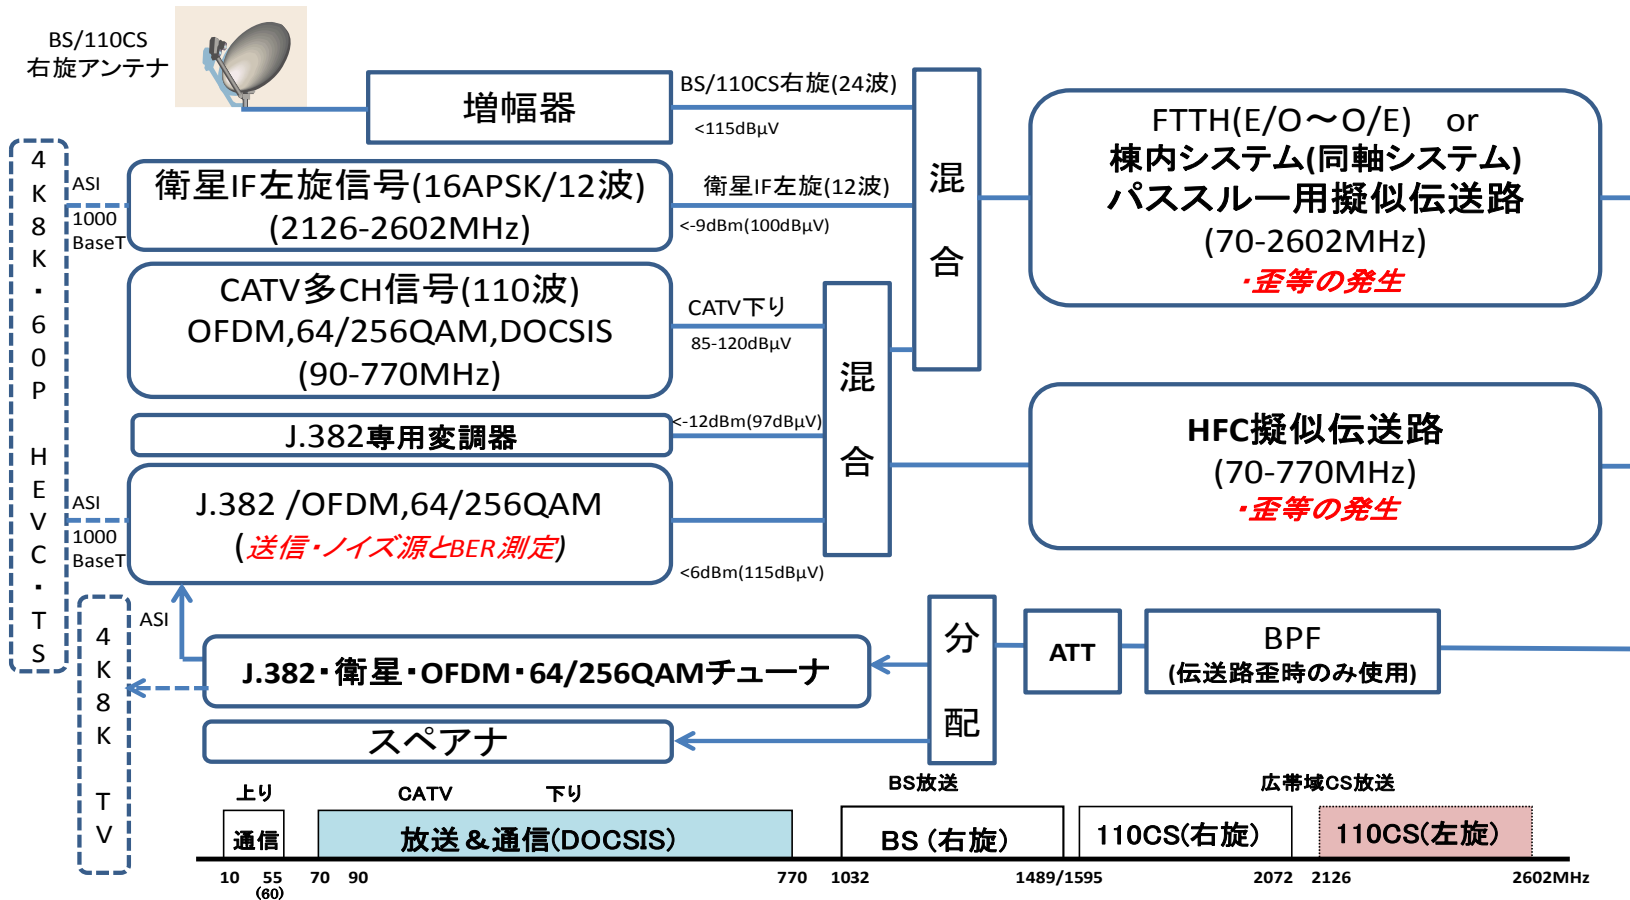 BS/110CS
右旋アンテナ
増幅器
BS/110CS右旋(24波)
<115dBμV
混
合
FTTH(E/O～O/E) or
棟内システム(同軸システム)
パススルー用擬似伝送路
(70-2602MHz)
・歪等の発生
4K8K・60P HEVC・TS
ASI
1000
BaseT
衛星IF左旋信号(16APSK/12波)
(2126-2602MHz)
衛星IF左旋(12波)
<-9dBm(100dBμV)
CATV多CH信号(110波)
OFDM,64/256QAM,DOCSIS
(90-770MHz)
CATV下り
85-120dBμV
混
合
J.382専用変調器
<-12dBm(97dBμV)
HFC擬似伝送路
(70-770MHz)
・歪等の発生
ASI
1000
BaseT
J.382 /OFDM,64/256QAM
(送信・ノイズ源とBER測定)
<6dBm(115dBμV)
4K8K TV
ASI
J.382・衛星・OFDM・64/256QAMチューナ
スペアナ
分
配
ATT
BPF
(伝送路歪時のみ使用)
上り
CATV 下り
BS放送
広帯域CS放送
通信
放送&通信(DOCSIS)
BS(右旋)
110CS(右旋)
110CS(左旋)
10 55 70 90 770 1032 1489/1595 2072 2126 2602MHz
(60)